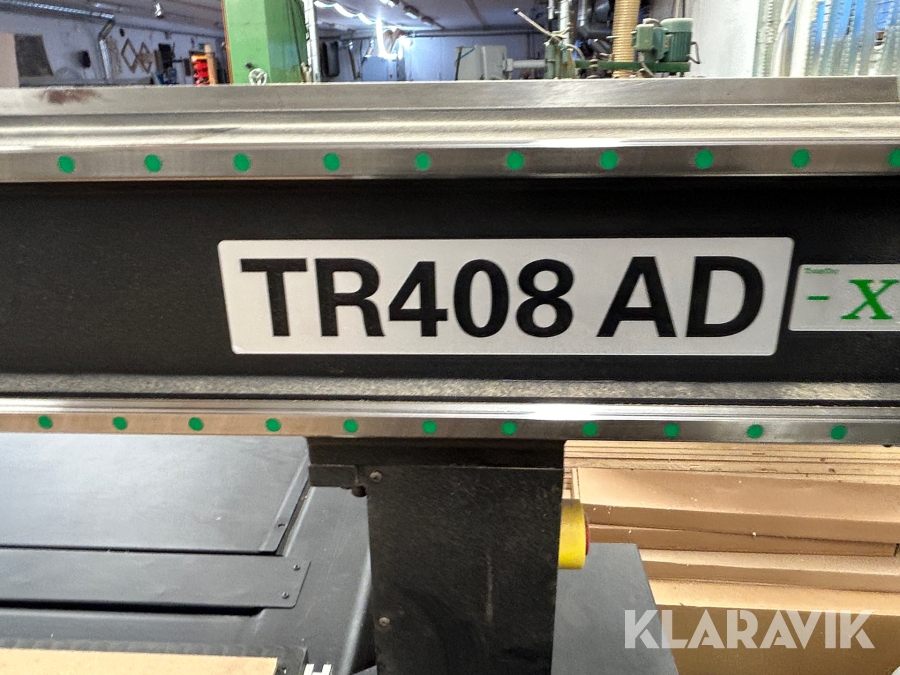 TR408 AD
- X
KLARAVIK